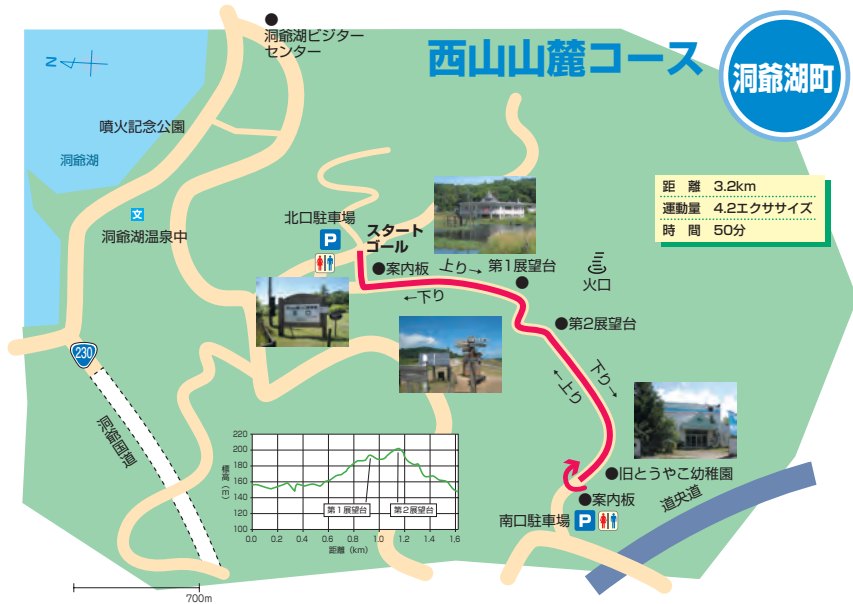 洞爺湖ビジター
センター
西山山麓コース
洞爺湖町
N
噴火記念公園
洞爺湖
文
洞爺湖温泉中
距　離　3.2km
運動量　4.2エクササイズ
時　間　50分
北口駐車場
P
スタート
ゴール
●案内板
上り→
←下り
第1展望台
火口
●第2展望台
下り→
←上り
230
洞爺国道
●旧とうやこ幼稚園
●案内板
南口駐車場
P
道央道
標高（m）
220
200
180
160
140
120
100
第1展望台
第2展望台
0.0 0.2 0.4 0.6 0.8 1.0 1.2 1.4 1.6
距離（km）
700m